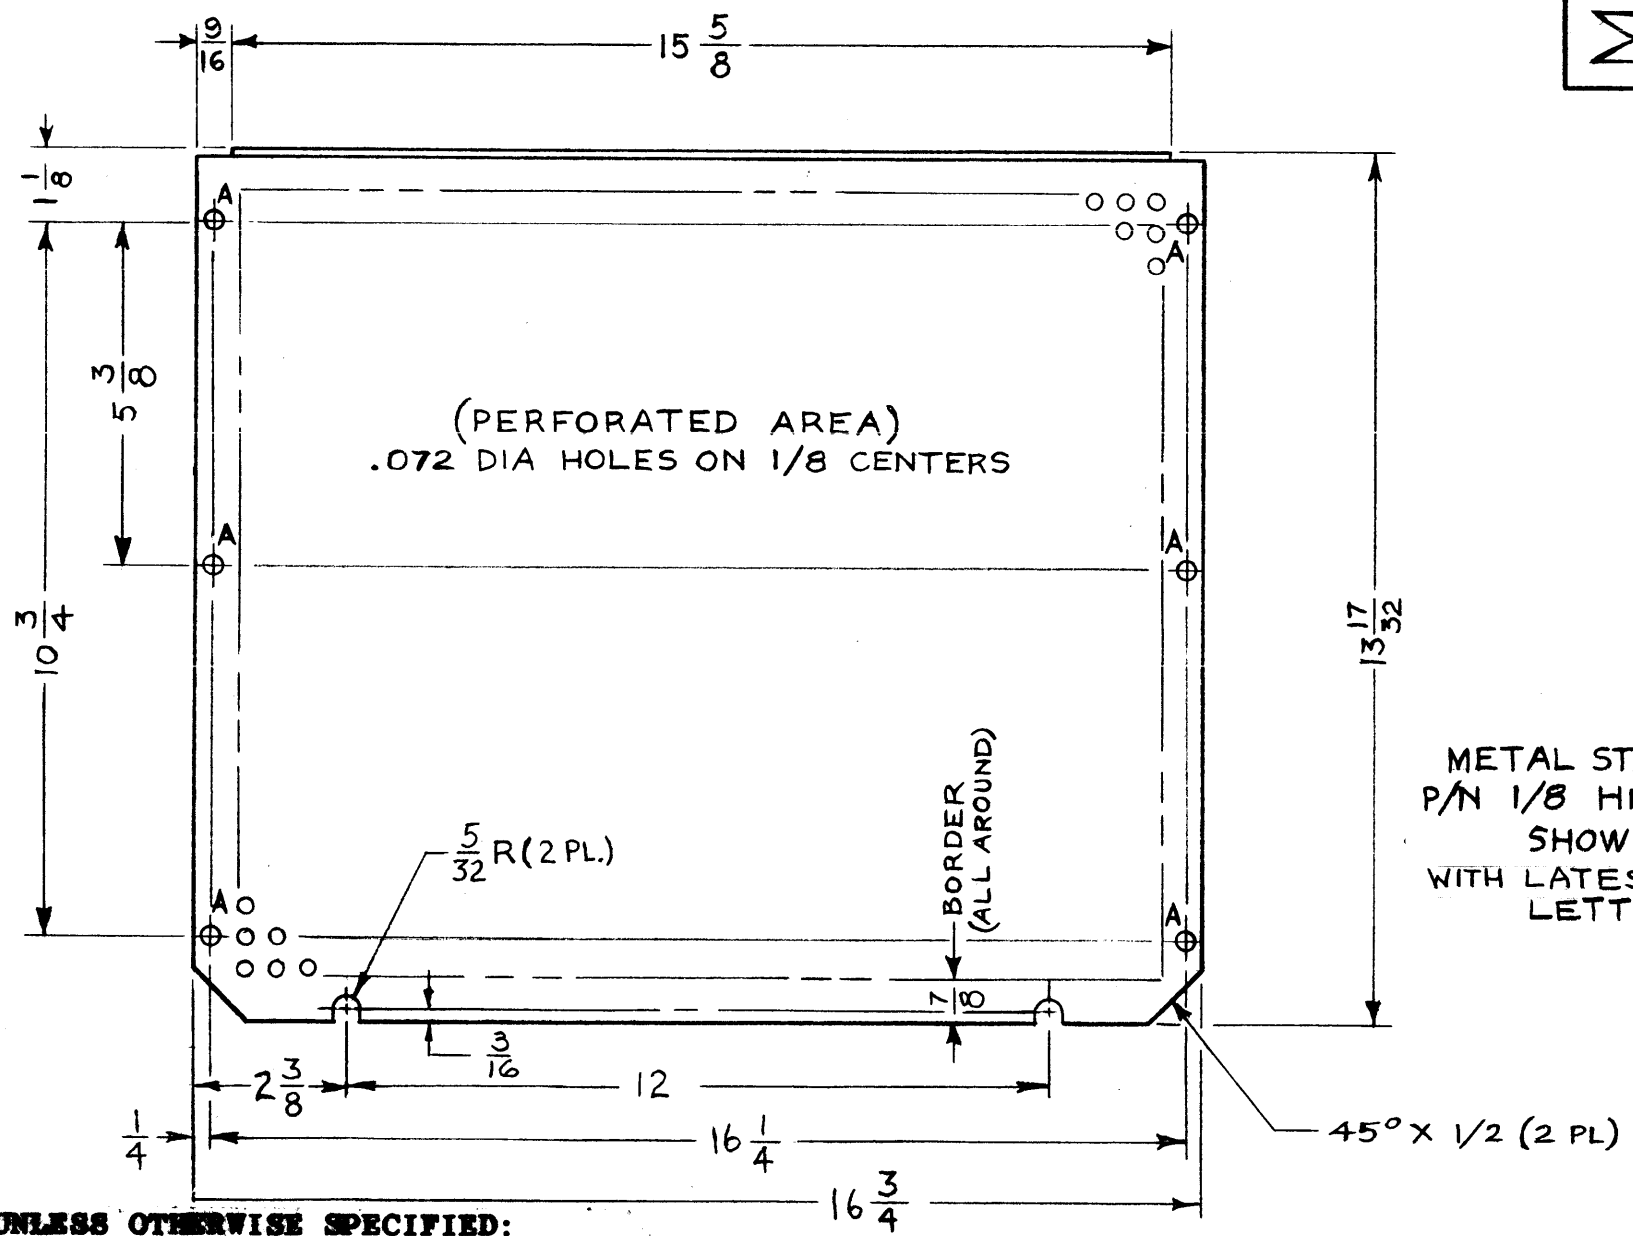 9/16
15 5/8
M
1 1/8
A
A
5 3/8
(PERFORATED AREA)
.072 DIA HOLES ON 1/8 CENTERS
A
A
10 3/4
13 17/32
BORDER
(ALL AROUND)
METAL ST
P/N 1/8 HI
SHOW
WITH LATES
LETT
5/32 R (2 PL.)
A
A
7/8
3/16
2 3/8
12
1/4
16 1/4
45° X 1/2 (2 PL)
16 3/4
UNLESS OTHERWISE SPECIFIED: